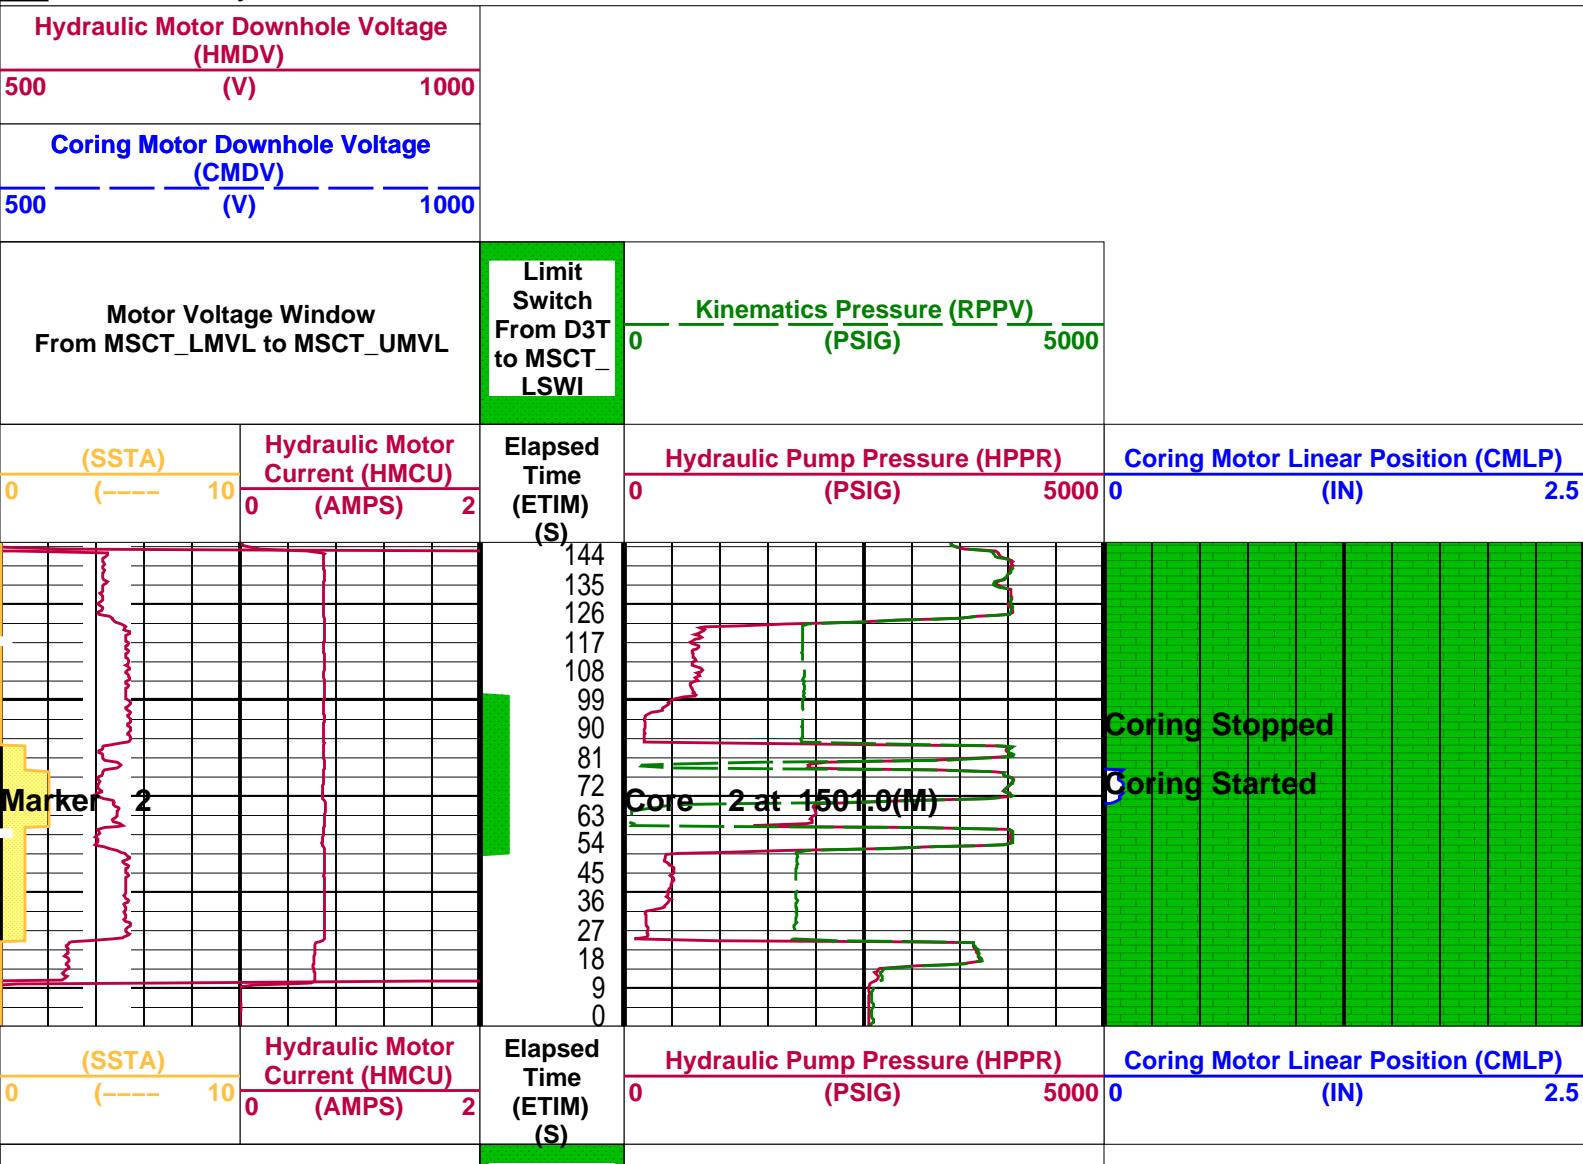 Hydraulic Motor Downhole Voltage
(HMDV)
500 (V) 1000
Coring Motor Downhole Voltage
(CMDV)
500 (V) 1000
Motor Voltage Window
From MSCT_LMVL to MSCT_UMVL
Limit
Switch
From D3T
to MSCT_
LSWI
Kinematics Pressure (RPPV)
0 (PSIG) 5000
(SSTA)
0 (---- 10
Hydraulic Motor
Current (HMCU)
0 (AMPS) 2
Elapsed
Time
(ETIM)
(S)
Hydraulic Pump Pressure (HPPR)
0 (PSIG) 5000
Coring Motor Linear Position (CMLP)
0 (IN) 2.5
144
135
126
117
108
99
90
Coring Stopped
81
72
Coring Started
Marker 2
Core 2 at 1501.0(M)
63
54
45
36
27
18
9
0
(SSTA)
0 (---- 10
Hydraulic Motor
Current (HMCU)
0 (AMPS) 2
Elapsed
Time
(ETIM)
(S)
Hydraulic Pump Pressure (HPPR)
0 (PSIG) 5000
Coring Motor Linear Position (CMLP)
0 (IN) 2.5